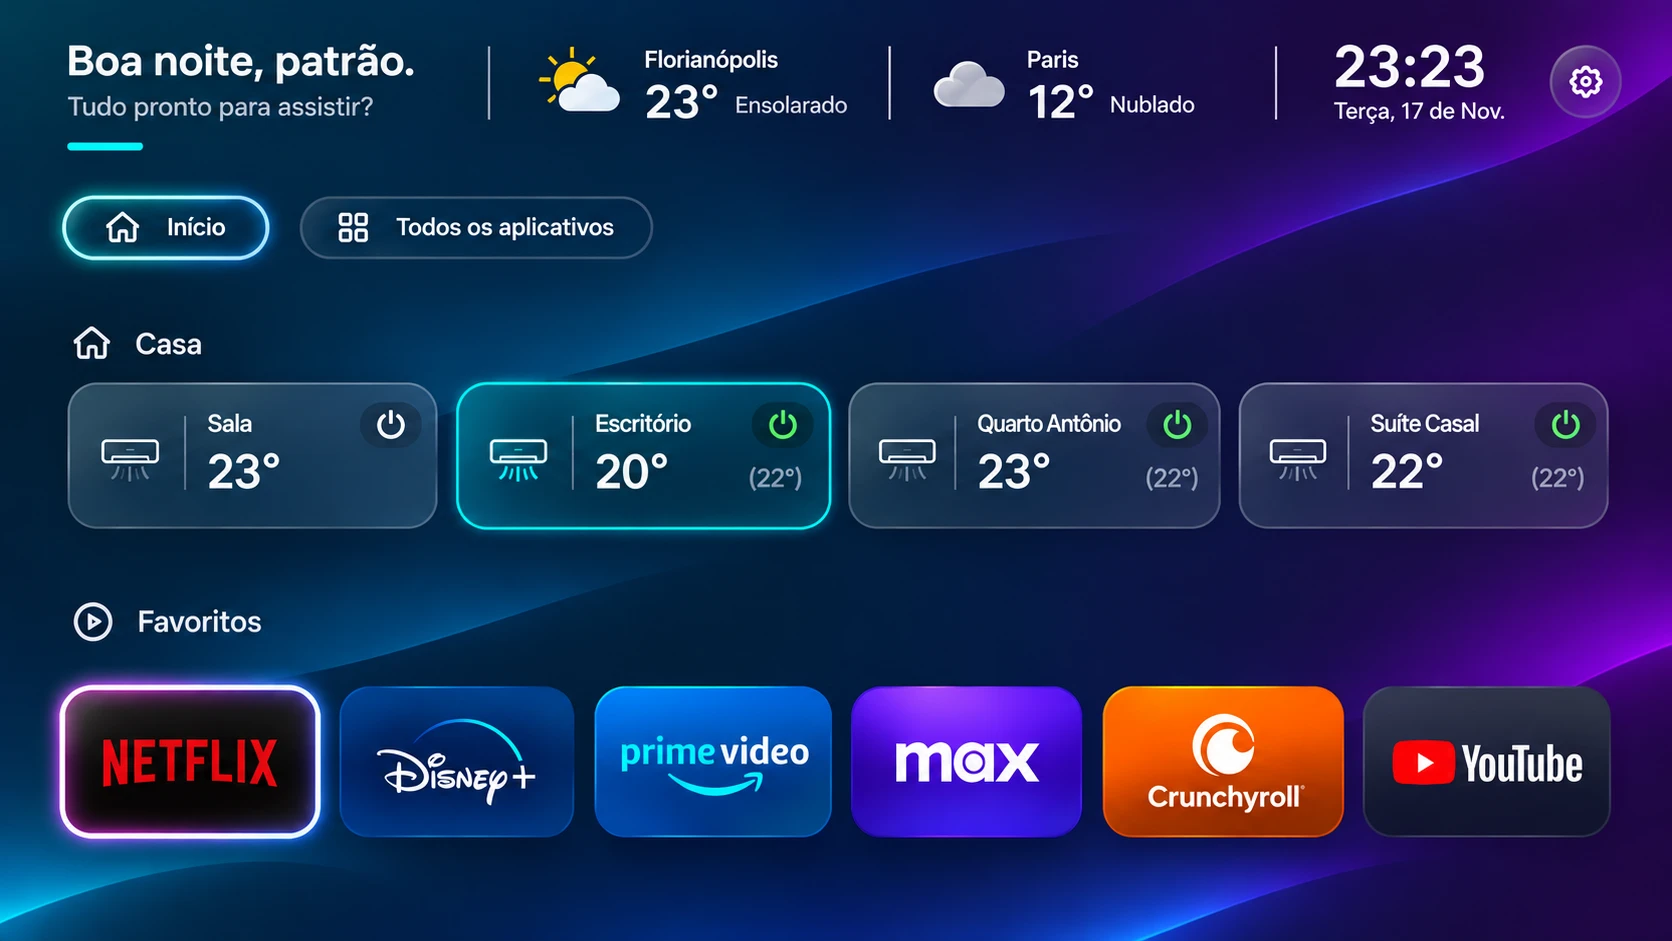 Boa noite, patrão.
Tudo pronto para assistir?
Florianópolis
23° Ensolarado
Paris
12° Nublado
23:23
Terça, 17 de Nov.
Início
Todos os aplicativos
Casa
Sala
23°
Escritório
20°
(22°)
Quarto Antônio
23°
(22°)
Suíte Casal
22°
(22°)
Favoritos
NETFLIX
Disney+
prime video
max
Crunchyroll
YouTube